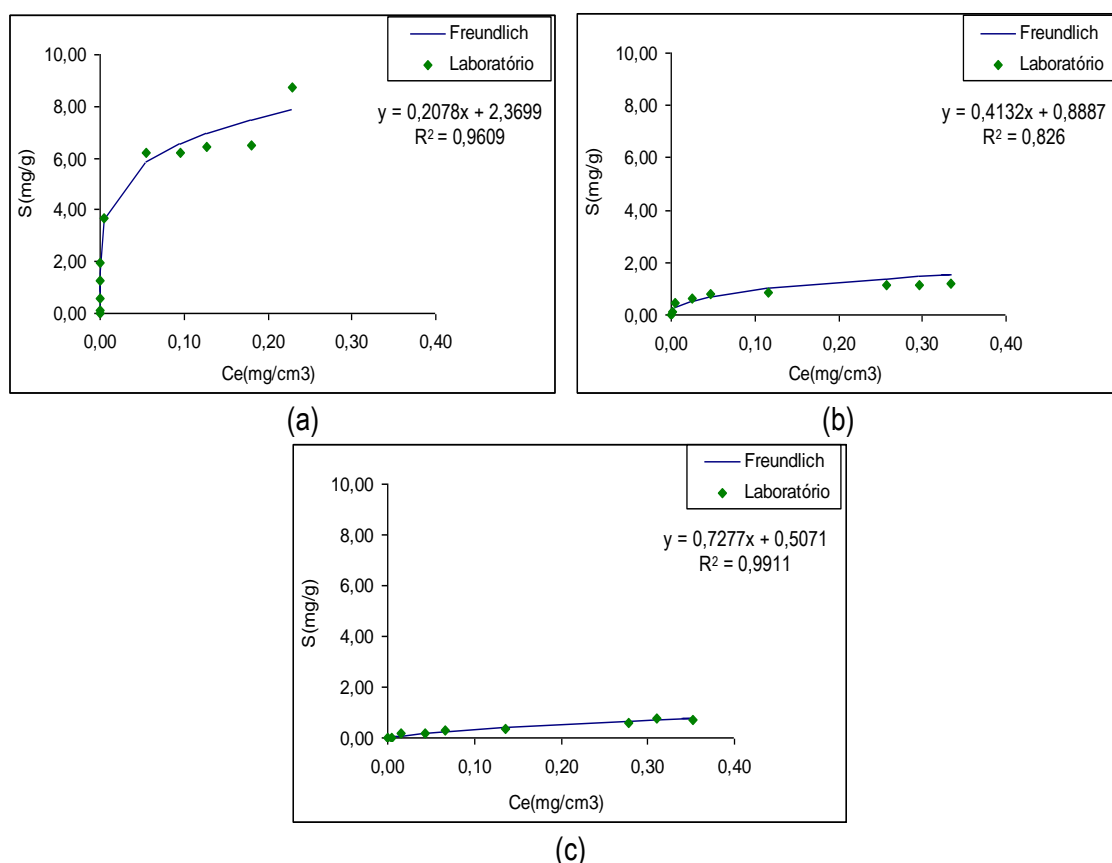 Freundlich
Laboratório
y = 0,2078x + 2,3699
R² = 0,9609
10,00
8,00
6,00
4,00
2,00
0,00
S(mg/g)
0,00 0,10 0,20 0,30 0,40
Ce(mg/cm3)
(a)
Freundlich
Laboratório
y = 0,4132x + 0,8887
R² = 0,826
10,00
8,00
6,00
4,00
2,00
0,00
S(mg/g)
0,00 0,10 0,20 0,30 0,40
Ce(mg/cm3)
(b)
Freundlich
Laboratório
y = 0,7277x + 0,5071
R² = 0,9911
10,00
8,00
6,00
4,00
2,00
0,00
S(mg/g)
0,00 0,10 0,20 0,30 0,40
Ce(mg/cm3)
(c)